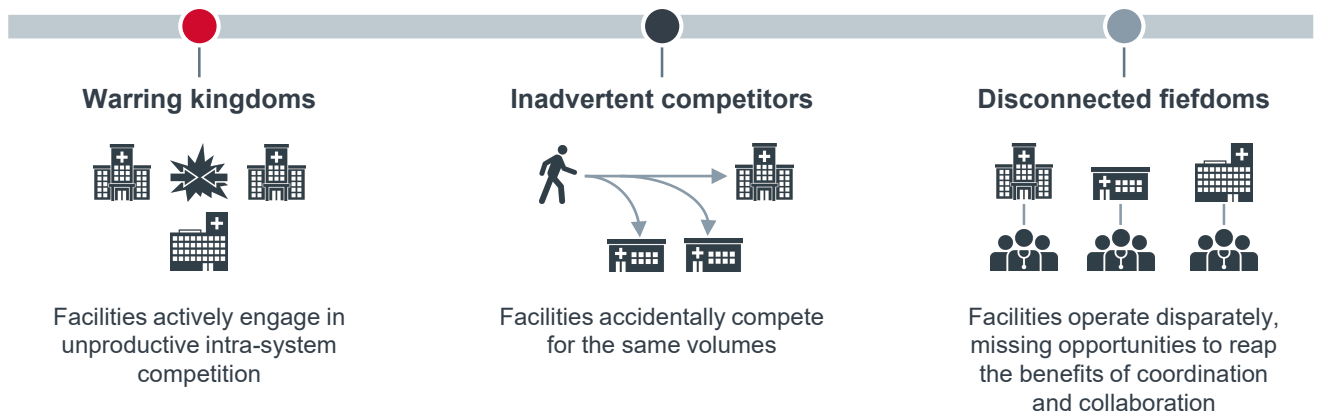 Warring kingdoms
Facilities actively engage in
unproductive intra-system
competition
Inadvertent competitors
Facilities accidentally compete
for the same volumes
Disconnected fiefdoms
Facilities operate disparately,
missing opportunities to reap
the benefits of coordination
and collaboration